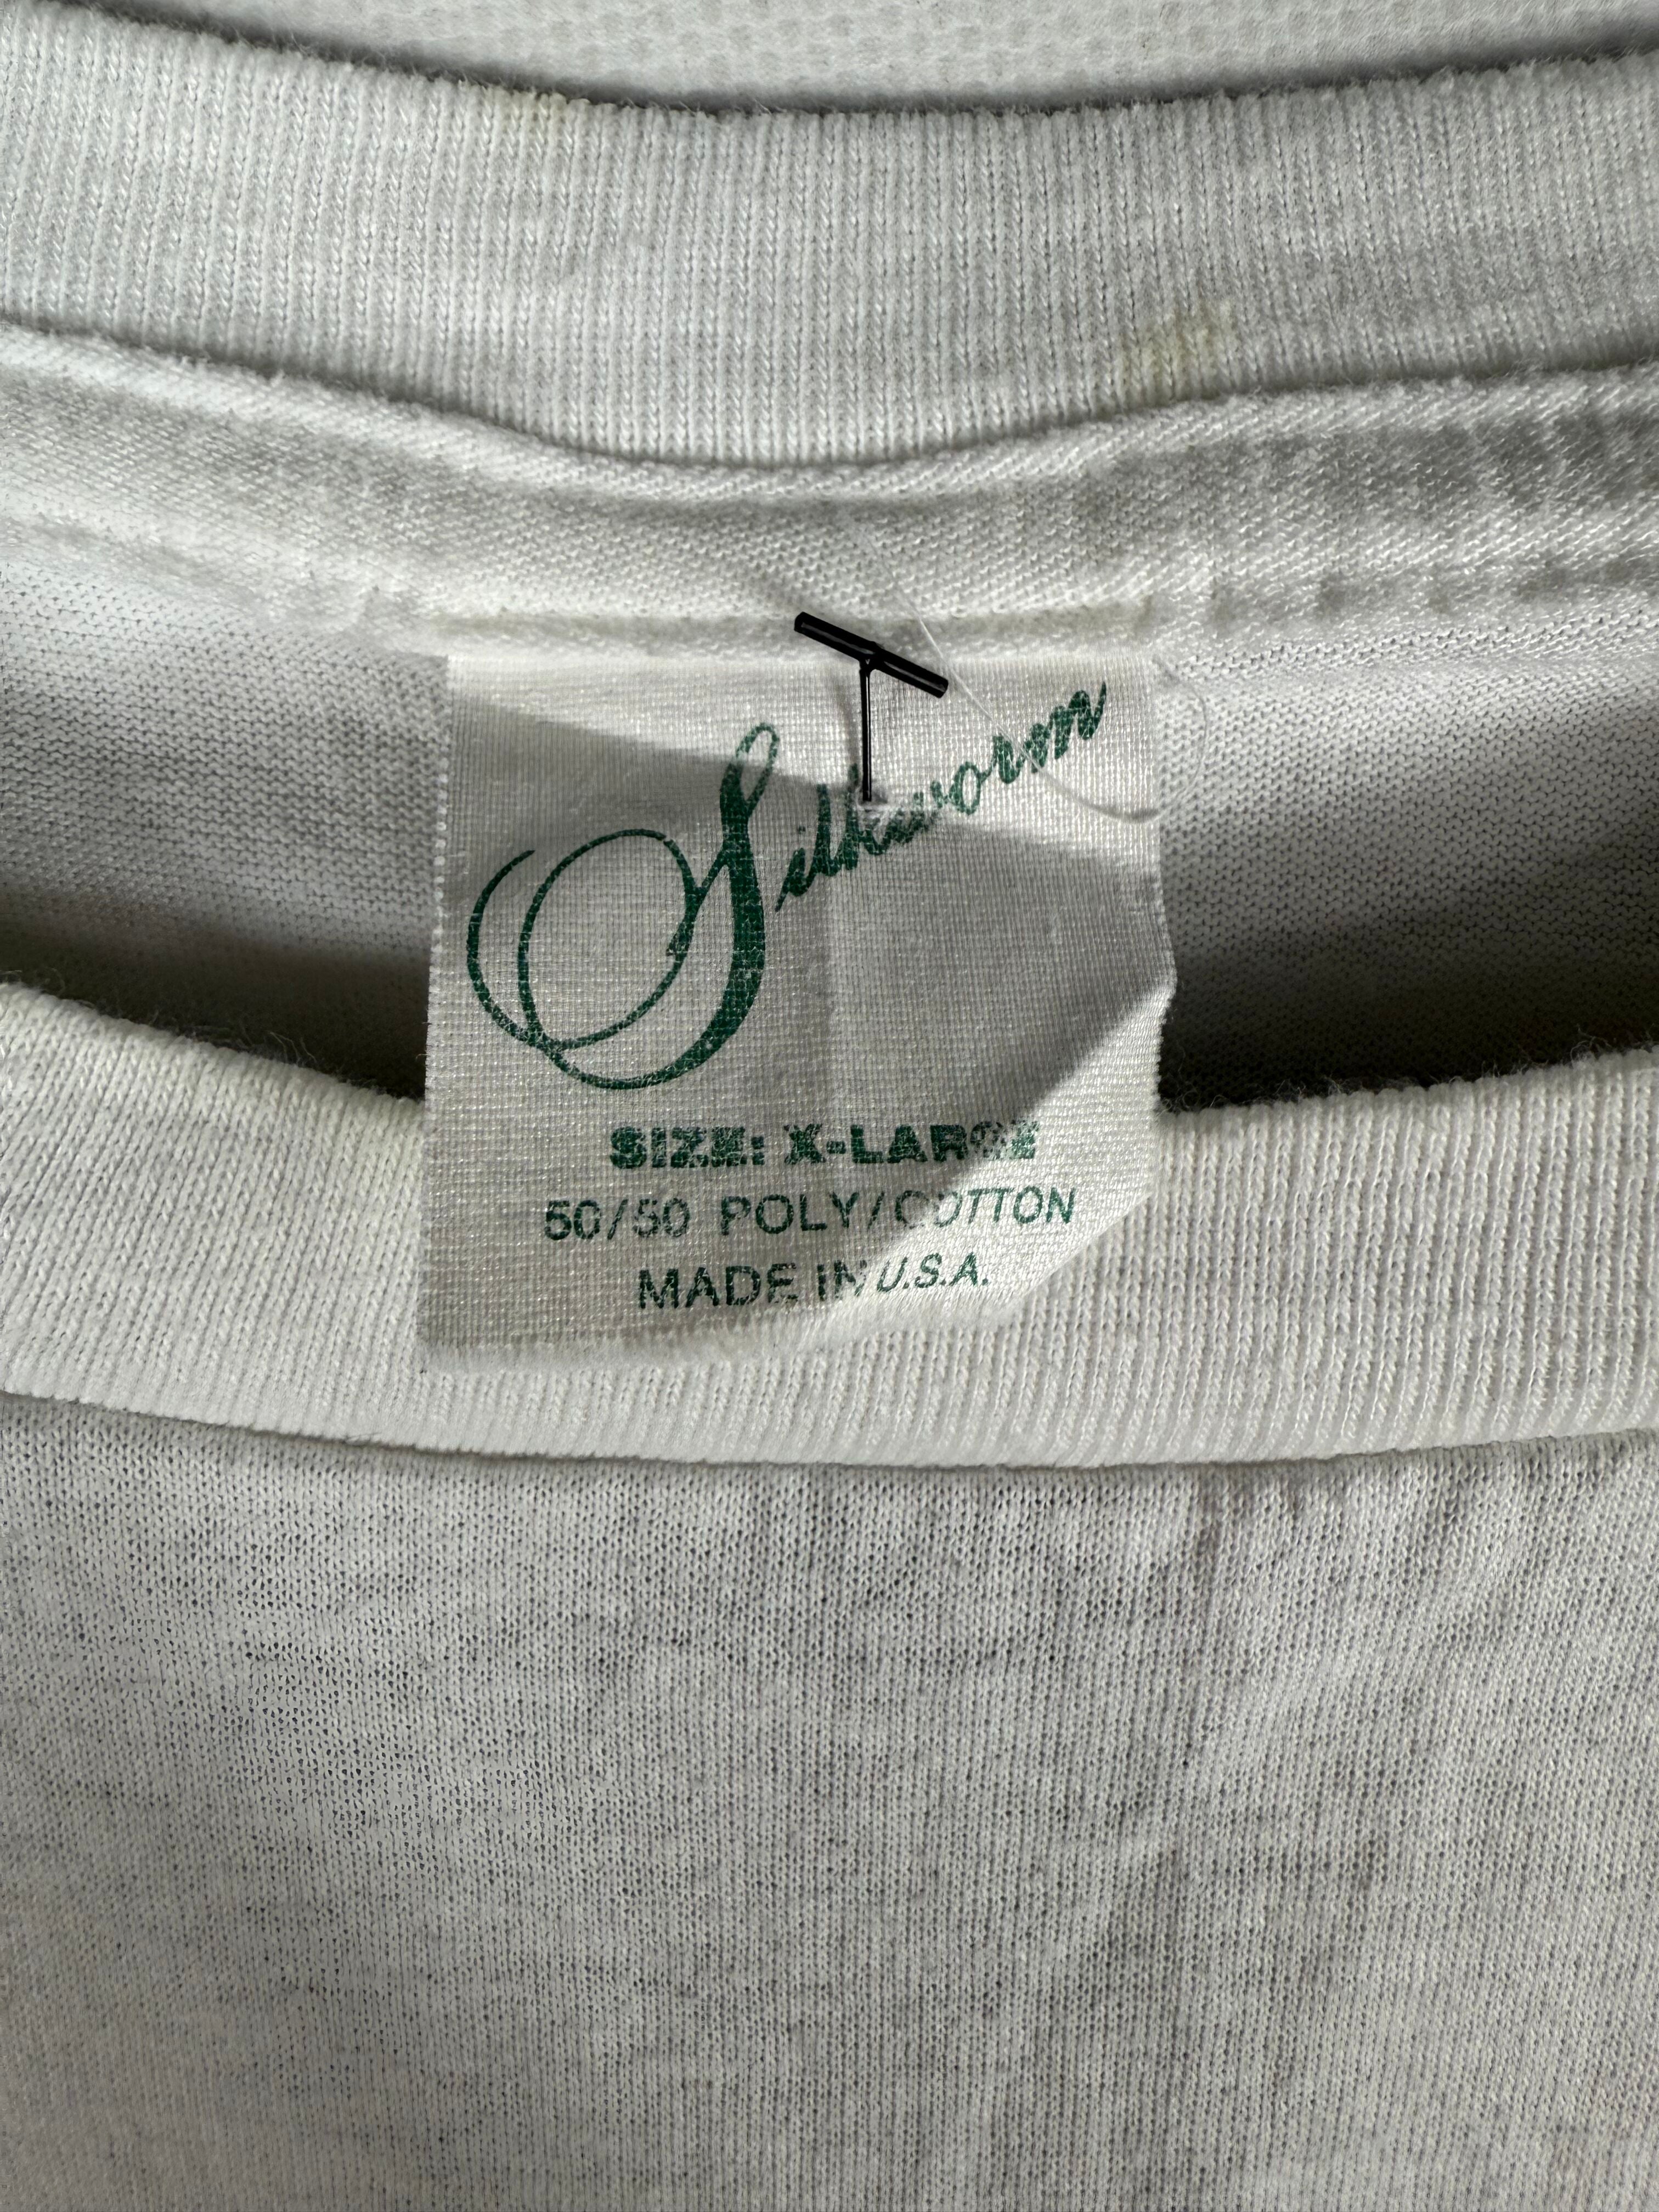 Silkworm
SIZE: X-LARGE
50/50 POLY/COTTON
MADE IN U.S.A.